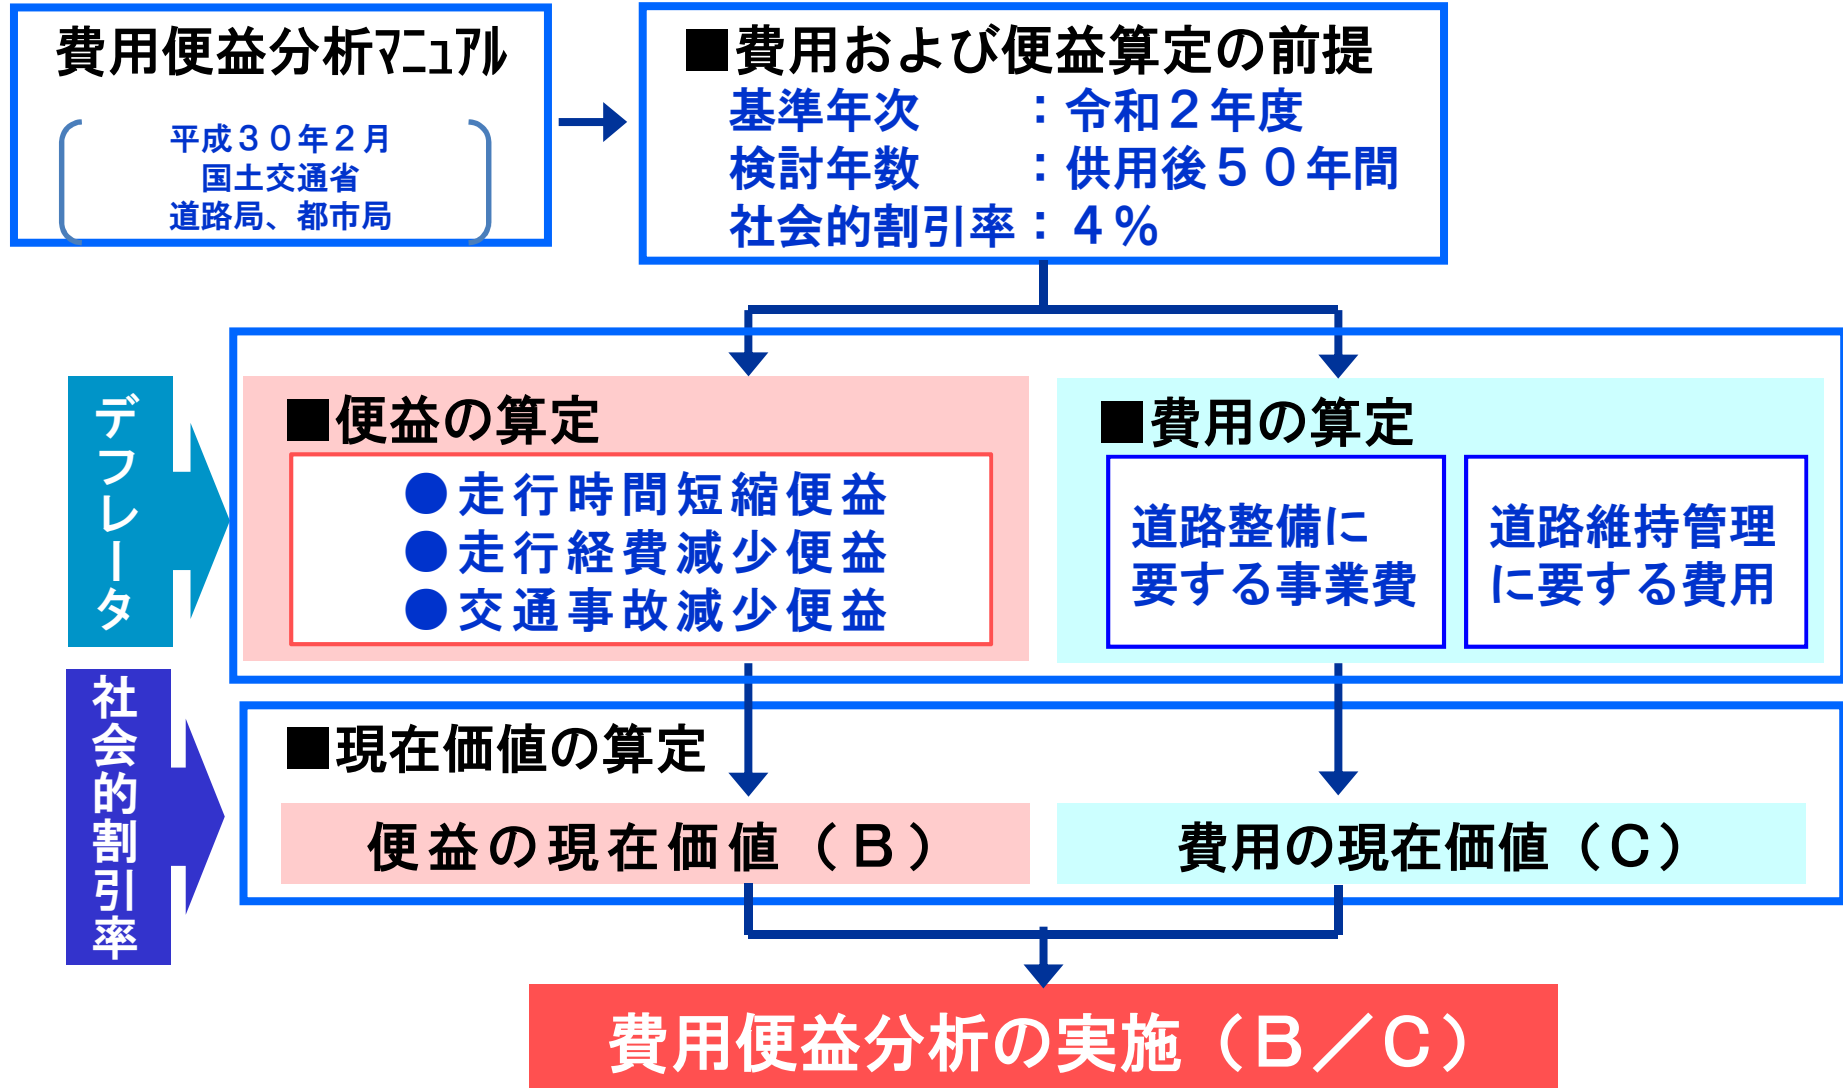 費用便益分析ﾏﾆｭｱﾙ
平成３０年２月
国土交通省
道路局、都市局
■費用および便益算定の前提
基準年次　　：令和２年度
検討年数　　：供用後５０年間
社会的割引率：４％
デフレータ
■便益の算定
●走行時間短縮便益
●走行経費減少便益
●交通事故減少便益
■費用の算定
道路整備に
要する事業費
道路維持管理
に要する費用
社会的割引率
■現在価値の算定
便益の現在価値（Ｂ）
費用の現在価値（Ｃ）
費用便益分析の実施（Ｂ／Ｃ）